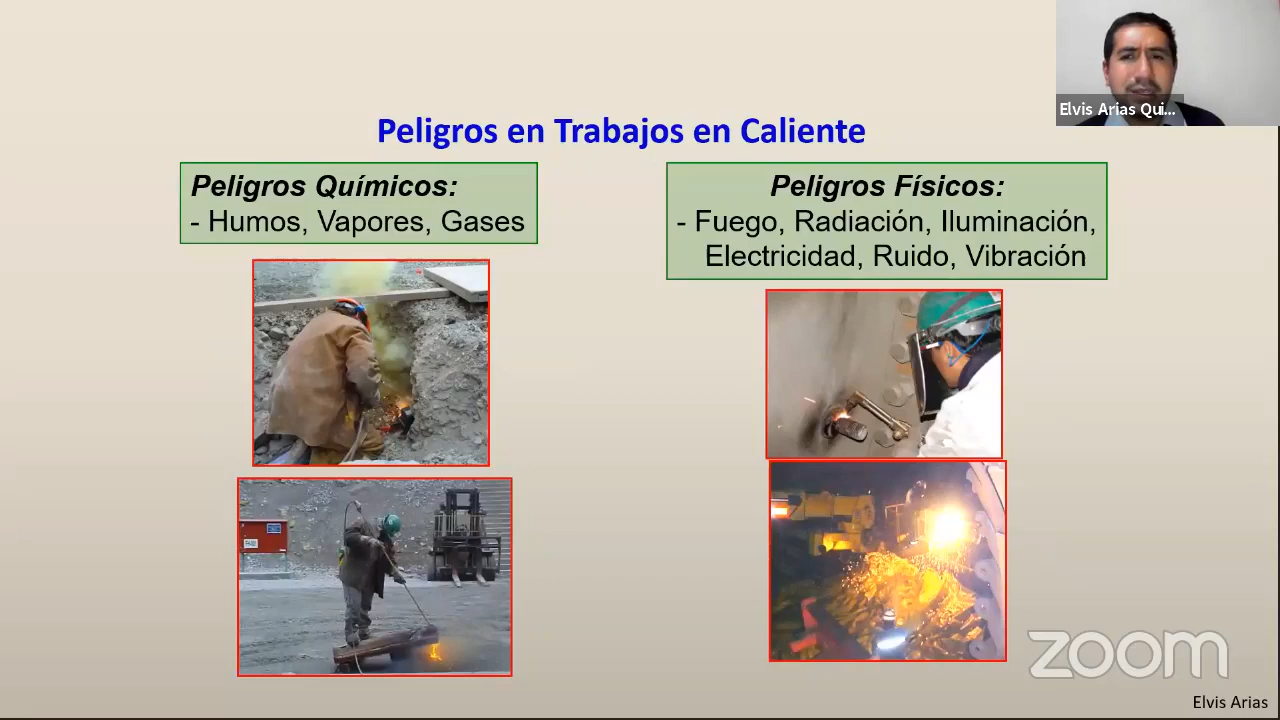 Elvis Arias Qui...
Peligros en Trabajos en Caliente
Peligros Químicos:
- Humos, Vapores, Gases
Peligros Físicos:
- Fuego, Radiación, Iluminación,
Electricidad, Ruido, Vibración
zoom
Elvis Arias